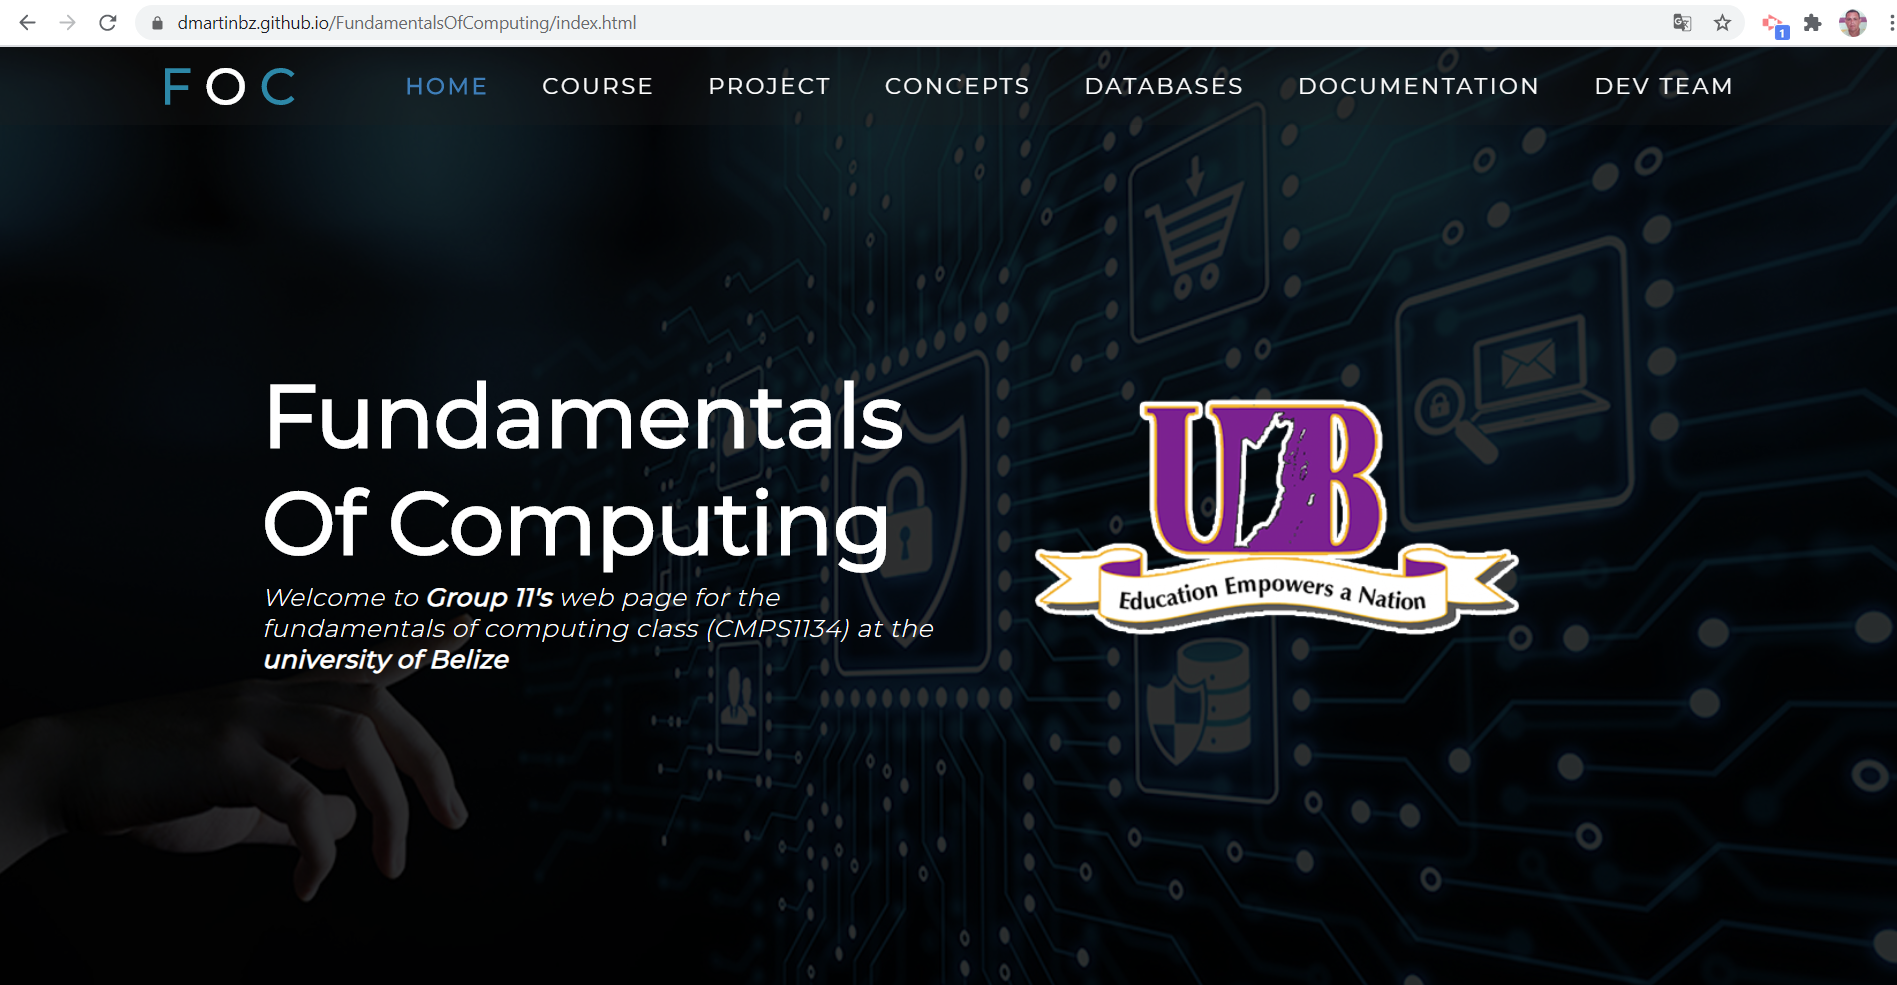 dmartinbz.github.io/FundamentalsOfComputing/index.html
1
FOC HOME COURSE PROJECT CONCEPTS DATABASES DOCUMENTATION DEV TEAM
Fundamentals
Of Computing
Welcome to Group 11's web page for the
fundamentals of computing class (CMPS1134) at the
university of Belize
UB
Education Empowers a Nation